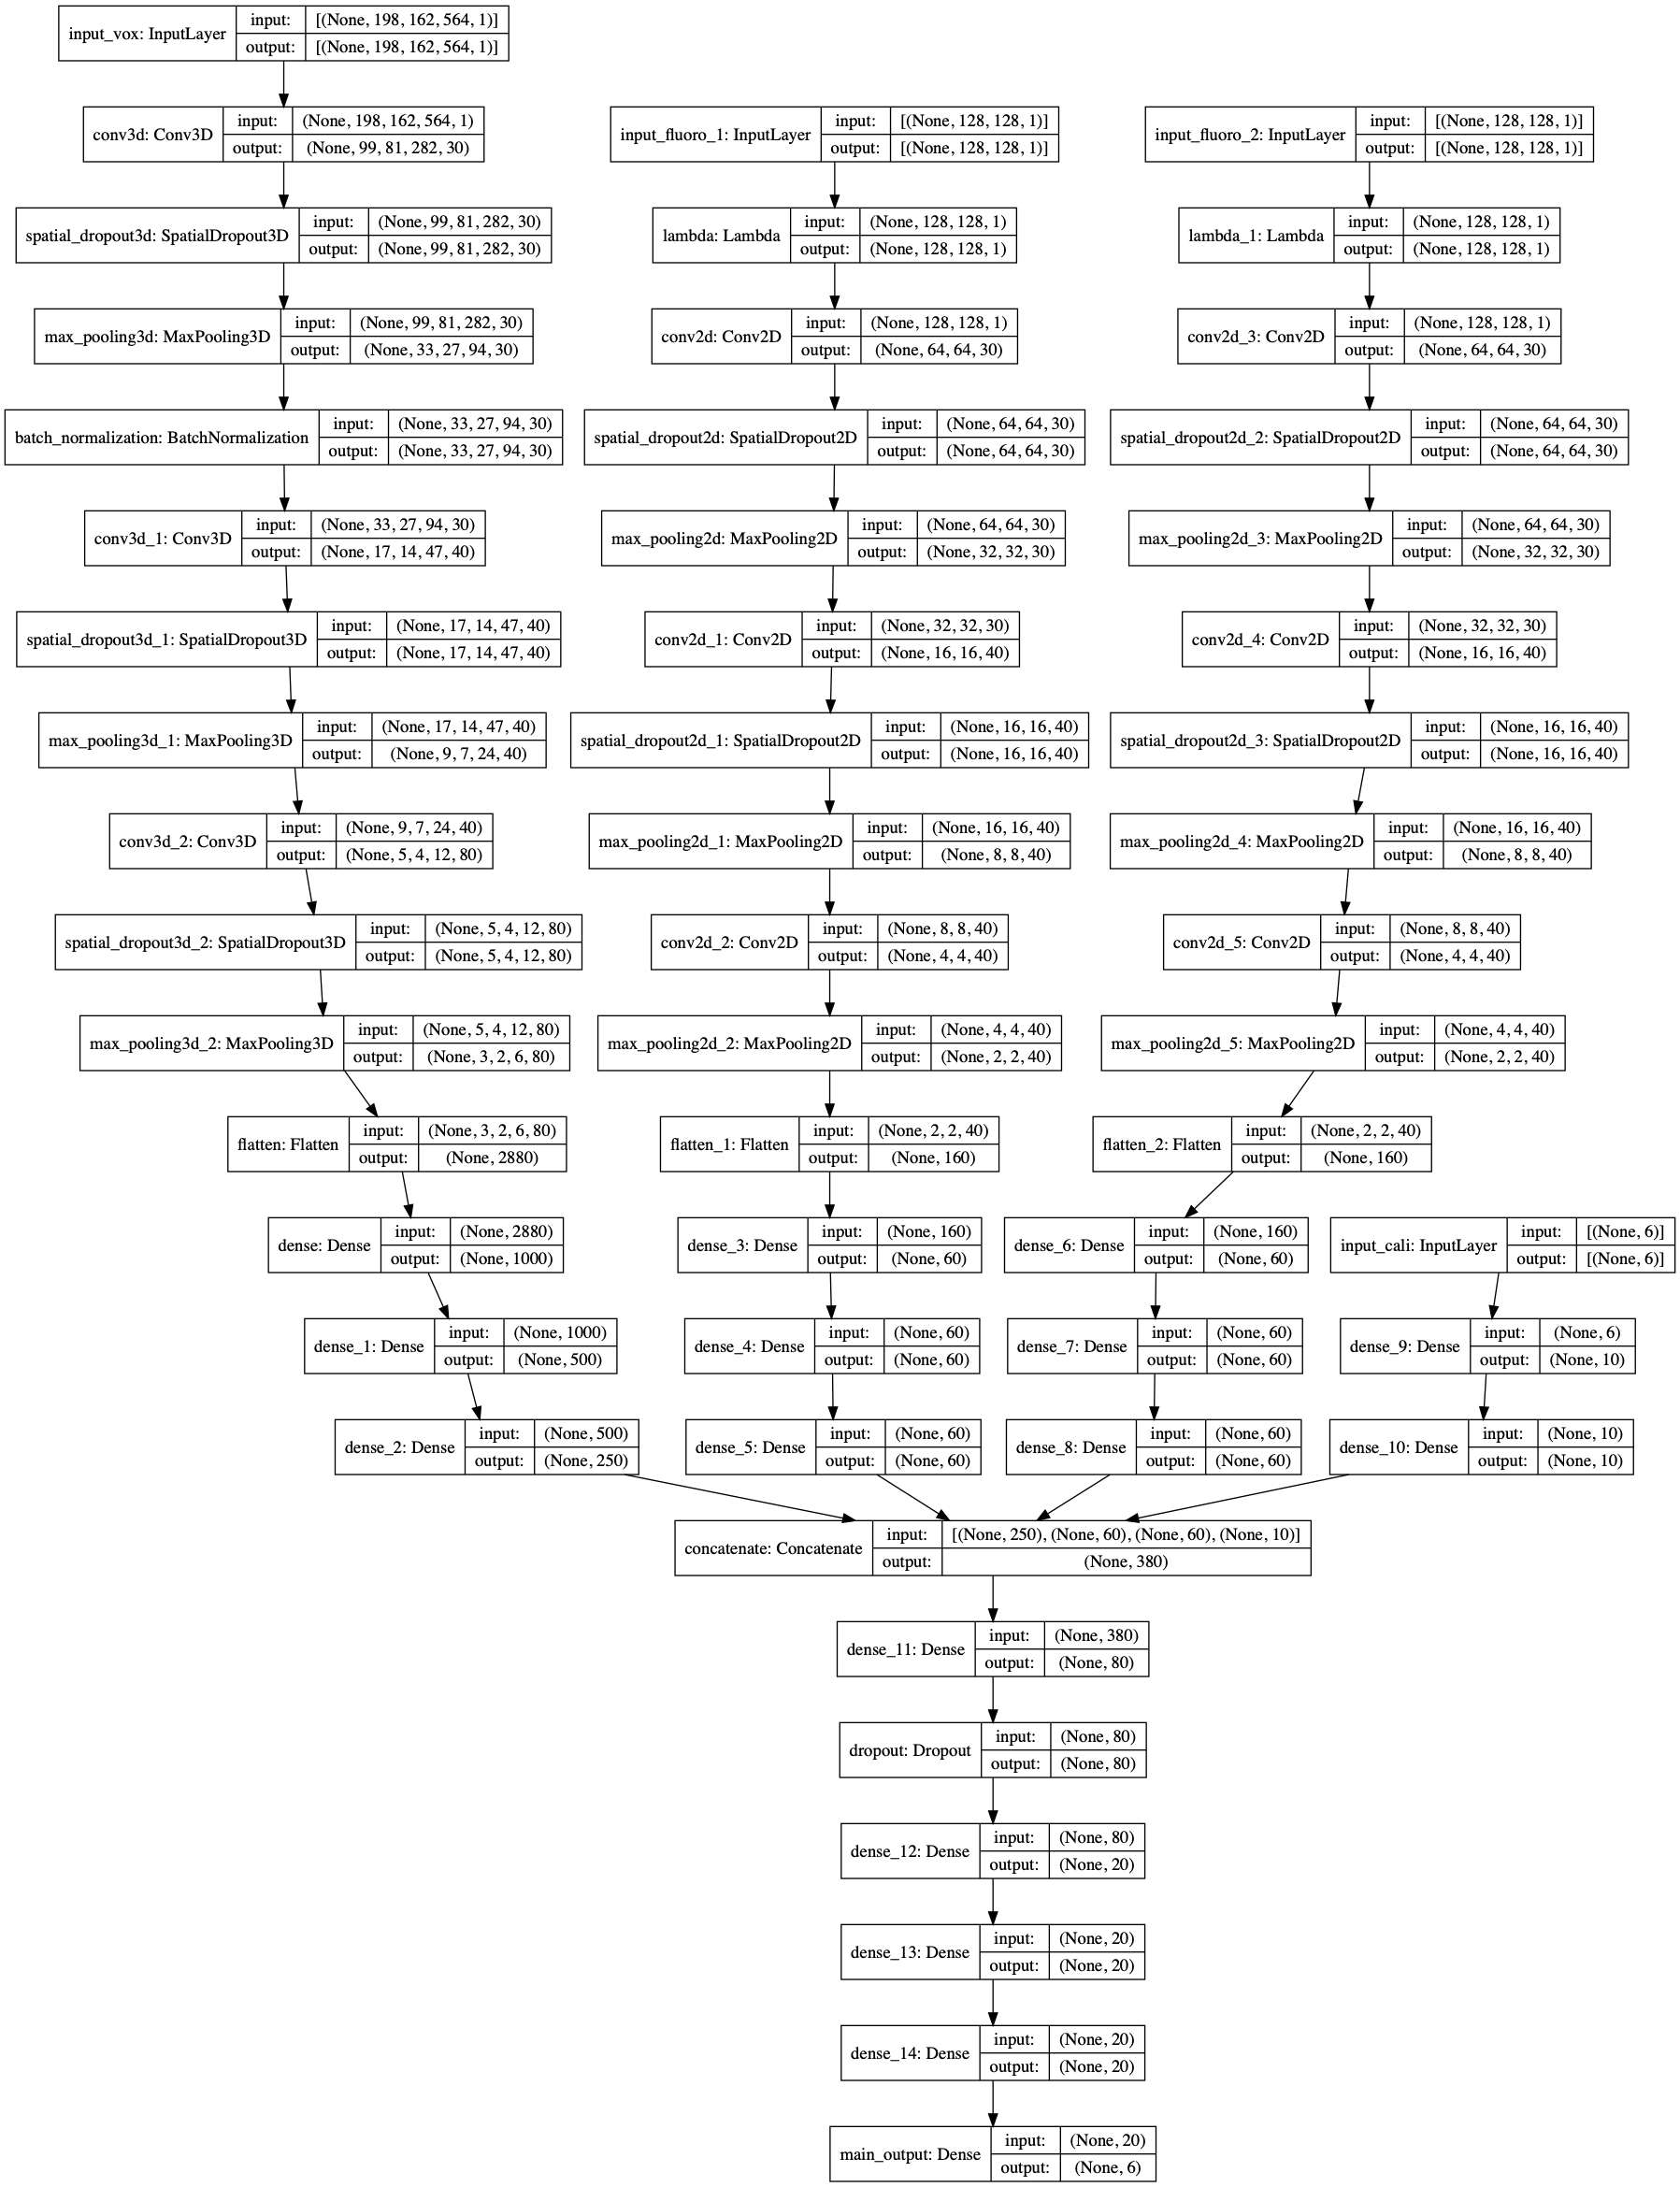 input_vox: InputLayer
input: [(None, 198, 162, 564, 1)]
output: [(None, 198, 162, 564, 1)]
conv3d: Conv3D
input: (None, 198, 162, 564, 1)
output: (None, 99, 81, 282, 30)
input_fluoro_1: InputLayer
input: [(None, 128, 128, 1)]
output: [(None, 128, 128, 1)]
input_fluoro_2: InputLayer
input: [(None, 128, 128, 1)]
output: [(None, 128, 128, 1)]
spatial_dropout3d: SpatialDropout3D
input: (None, 99, 81, 282, 30)
output: (None, 99, 81, 282, 30)
lambda: Lambda
input: (None, 128, 128, 1)
output: (None, 128, 128, 1)
lambda_1: Lambda
input: (None, 128, 128, 1)
output: (None, 128, 128, 1)
max_pooling3d: MaxPooling3D
input: (None, 99, 81, 282, 30)
output: (None, 33, 27, 94, 30)
conv2d: Conv2D
input: (None, 128, 128, 1)
output: (None, 64, 64, 30)
conv2d_3: Conv2D
input: (None, 128, 128, 1)
output: (None, 64, 64, 30)
batch_normalization: BatchNormalization
input: (None, 33, 27, 94, 30)
output: (None, 33, 27, 94, 30)
spatial_dropout2d: SpatialDropout2D
input: (None, 64, 64, 30)
output: (None, 64, 64, 30)
spatial_dropout2d_2: SpatialDropout2D
input: (None, 64, 64, 30)
output: (None, 64, 64, 30)
conv3d_1: Conv3D
input: (None, 33, 27, 94, 30)
output: (None, 17, 14, 47, 40)
max_pooling2d: MaxPooling2D
input: (None, 64, 64, 30)
output: (None, 32, 32, 30)
max_pooling2d_3: MaxPooling2D
input: (None, 64, 64, 30)
output: (None, 32, 32, 30)
spatial_dropout3d_1: SpatialDropout3D
input: (None, 17, 14, 47, 40)
output: (None, 17, 14, 47, 40)
conv2d_1: Conv2D
input: (None, 32, 32, 30)
output: (None, 16, 16, 40)
conv2d_4: Conv2D
input: (None, 32, 32, 30)
output: (None, 16, 16, 40)
max_pooling3d_1: MaxPooling3D
input: (None, 17, 14, 47, 40)
output: (None, 9, 7, 24, 40)
spatial_dropout2d_1: SpatialDropout2D
input: (None, 16, 16, 40)
output: (None, 16, 16, 40)
spatial_dropout2d_3: SpatialDropout2D
input: (None, 16, 16, 40)
output: (None, 16, 16, 40)
conv3d_2: Conv3D
input: (None, 9, 7, 24, 40)
output: (None, 5, 4, 12, 80)
max_pooling2d_1: MaxPooling2D
input: (None, 16, 16, 40)
output: (None, 8, 8, 40)
max_pooling2d_4: MaxPooling2D
input: (None, 16, 16, 40)
output: (None, 8, 8, 40)
spatial_dropout3d_2: SpatialDropout3D
input: (None, 5, 4, 12, 80)
output: (None, 5, 4, 12, 80)
conv2d_2: Conv2D
input: (None, 8, 8, 40)
output: (None, 4, 4, 40)
conv2d_5: Conv2D
input: (None, 8, 8, 40)
output: (None, 4, 4, 40)
max_pooling3d_2: MaxPooling3D
input: (None, 5, 4, 12, 80)
output: (None, 3, 2, 6, 80)
max_pooling2d_2: MaxPooling2D
input: (None, 4, 4, 40)
output: (None, 2, 2, 40)
max_pooling2d_5: MaxPooling2D
input: (None, 4, 4, 40)
output: (None, 2, 2, 40)
flatten: Flatten
input: (None, 3, 2, 6, 80)
output: (None, 2880)
flatten_1: Flatten
input: (None, 2, 2, 40)
output: (None, 160)
flatten_2: Flatten
input: (None, 2, 2, 40)
output: (None, 160)
dense: Dense
input: (None, 2880)
output: (None, 1000)
dense_3: Dense
input: (None, 160)
output: (None, 60)
dense_6: Dense
input: (None, 160)
output: (None, 60)
input_cali: InputLayer
input: [(None, 6)]
output: [(None, 6)]
dense_1: Dense
input: (None, 1000)
output: (None, 500)
dense_4: Dense
input: (None, 60)
output: (None, 60)
dense_7: Dense
input: (None, 60)
output: (None, 60)
dense_9: Dense
input: (None, 6)
output: (None, 10)
dense_2: Dense
input: (None, 500)
output: (None, 250)
dense_5: Dense
input: (None, 60)
output: (None, 60)
dense_8: Dense
input: (None, 60)
output: (None, 60)
dense_10: Dense
input: (None, 10)
output: (None, 10)
concatenate: Concatenate
input: [(None, 250), (None, 60), (None, 60), (None, 10)]
output: (None, 380)
dense_11: Dense
input: (None, 380)
output: (None, 80)
dropout: Dropout
input: (None, 80)
output: (None, 80)
dense_12: Dense
input: (None, 80)
output: (None, 20)
dense_13: Dense
input: (None, 20)
output: (None, 20)
dense_14: Dense
input: (None, 20)
output: (None, 20)
main_output: Dense
input: (None, 20)
output: (None, 6)